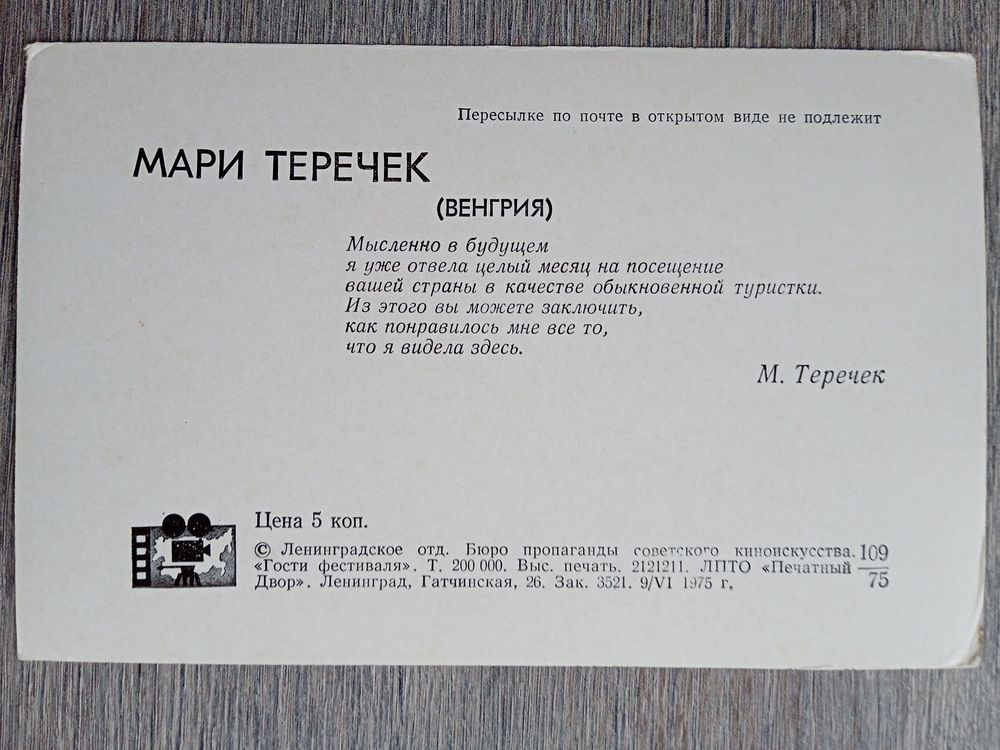 Пересылке по почте в открытом виде не подлежит
МАРИ ТЕРЕЧЕК
(ВЕНГРИЯ)
Мысленно в будущем
я уже отвела целый месяц на посещение
вашей страны в качестве обыкновенной туристки.
Из этого вы можете заключить,
как понравилось мне все то,
что я видела здесь.
М. Теречек
Цена 5 коп.
© Ленинградское отд. Бюро пропаганды советского киноискусства.
«Гости фестиваля». Т. 200 000. Выс. печать. 2121211. ЛПТО «Печатный
Двор». Ленинград, Гатчинская, 26. Зак. 3521. 9/VI 1975 г.
109
75